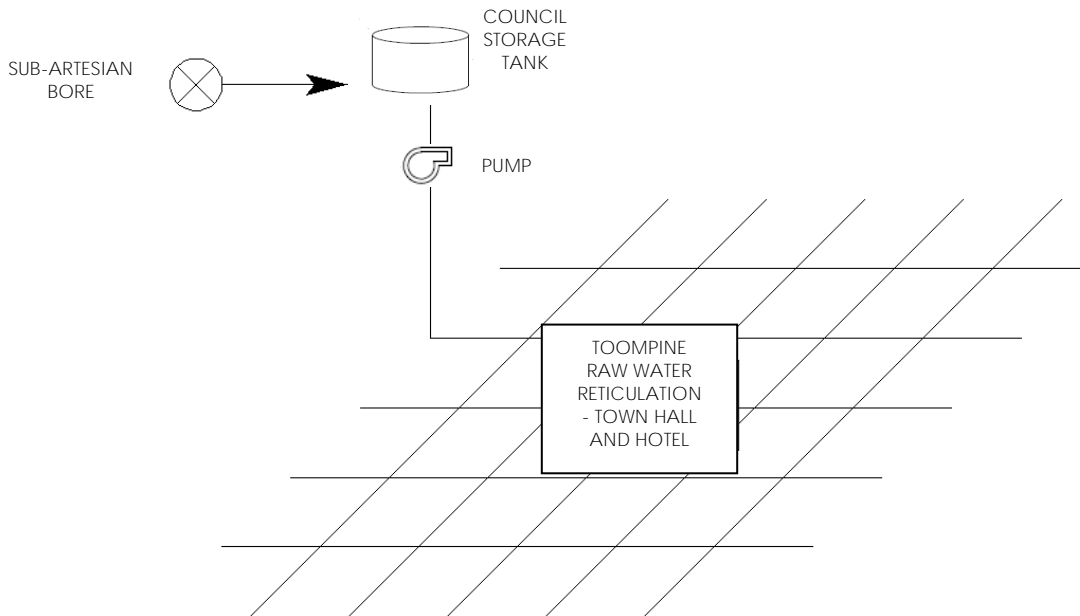 COUNCIL
STORAGE
TANK
SUB-ARTESIAN
BORE
PUMP
TOOMPINE
RAW WATER
RETICULATION
- TOWN HALL
AND HOTEL